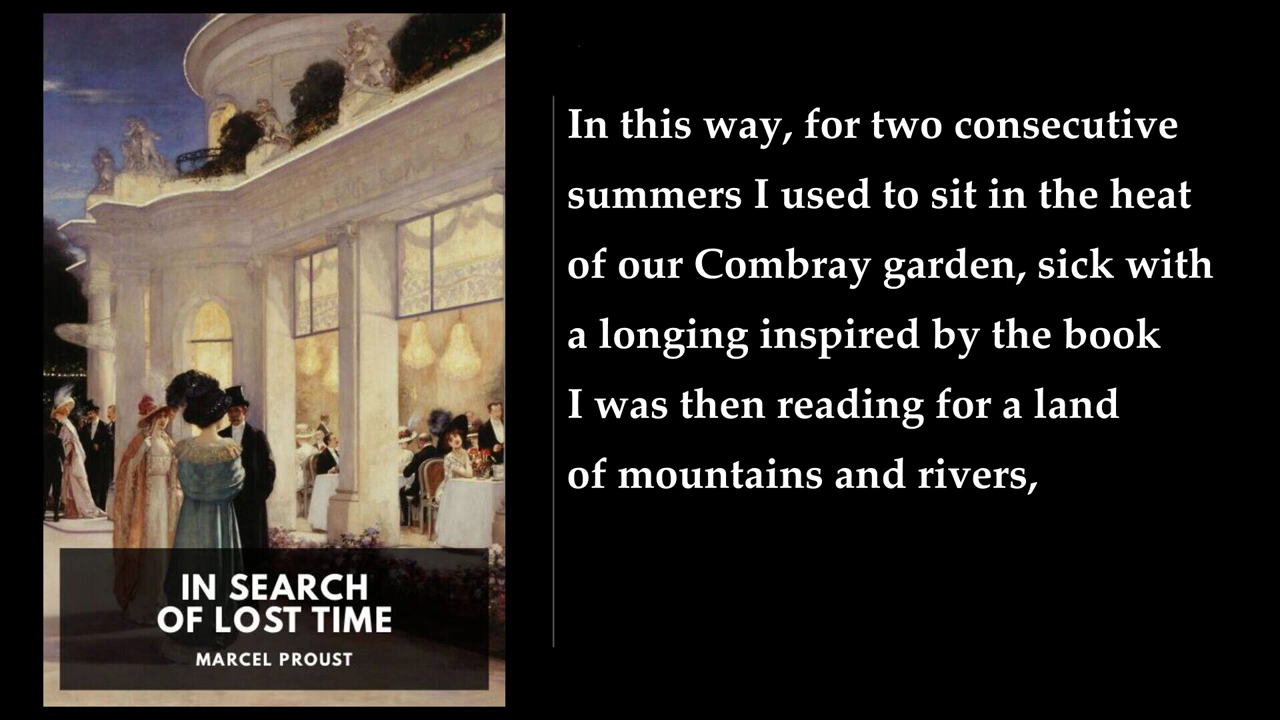 IN SEARCH
OF LOST TIME
MARCEL PROUST
In this way, for two consecutive
summers I used to sit in the heat
of our Combray garden, sick with
a longing inspired by the book
I was then reading for a land
of mountains and rivers,